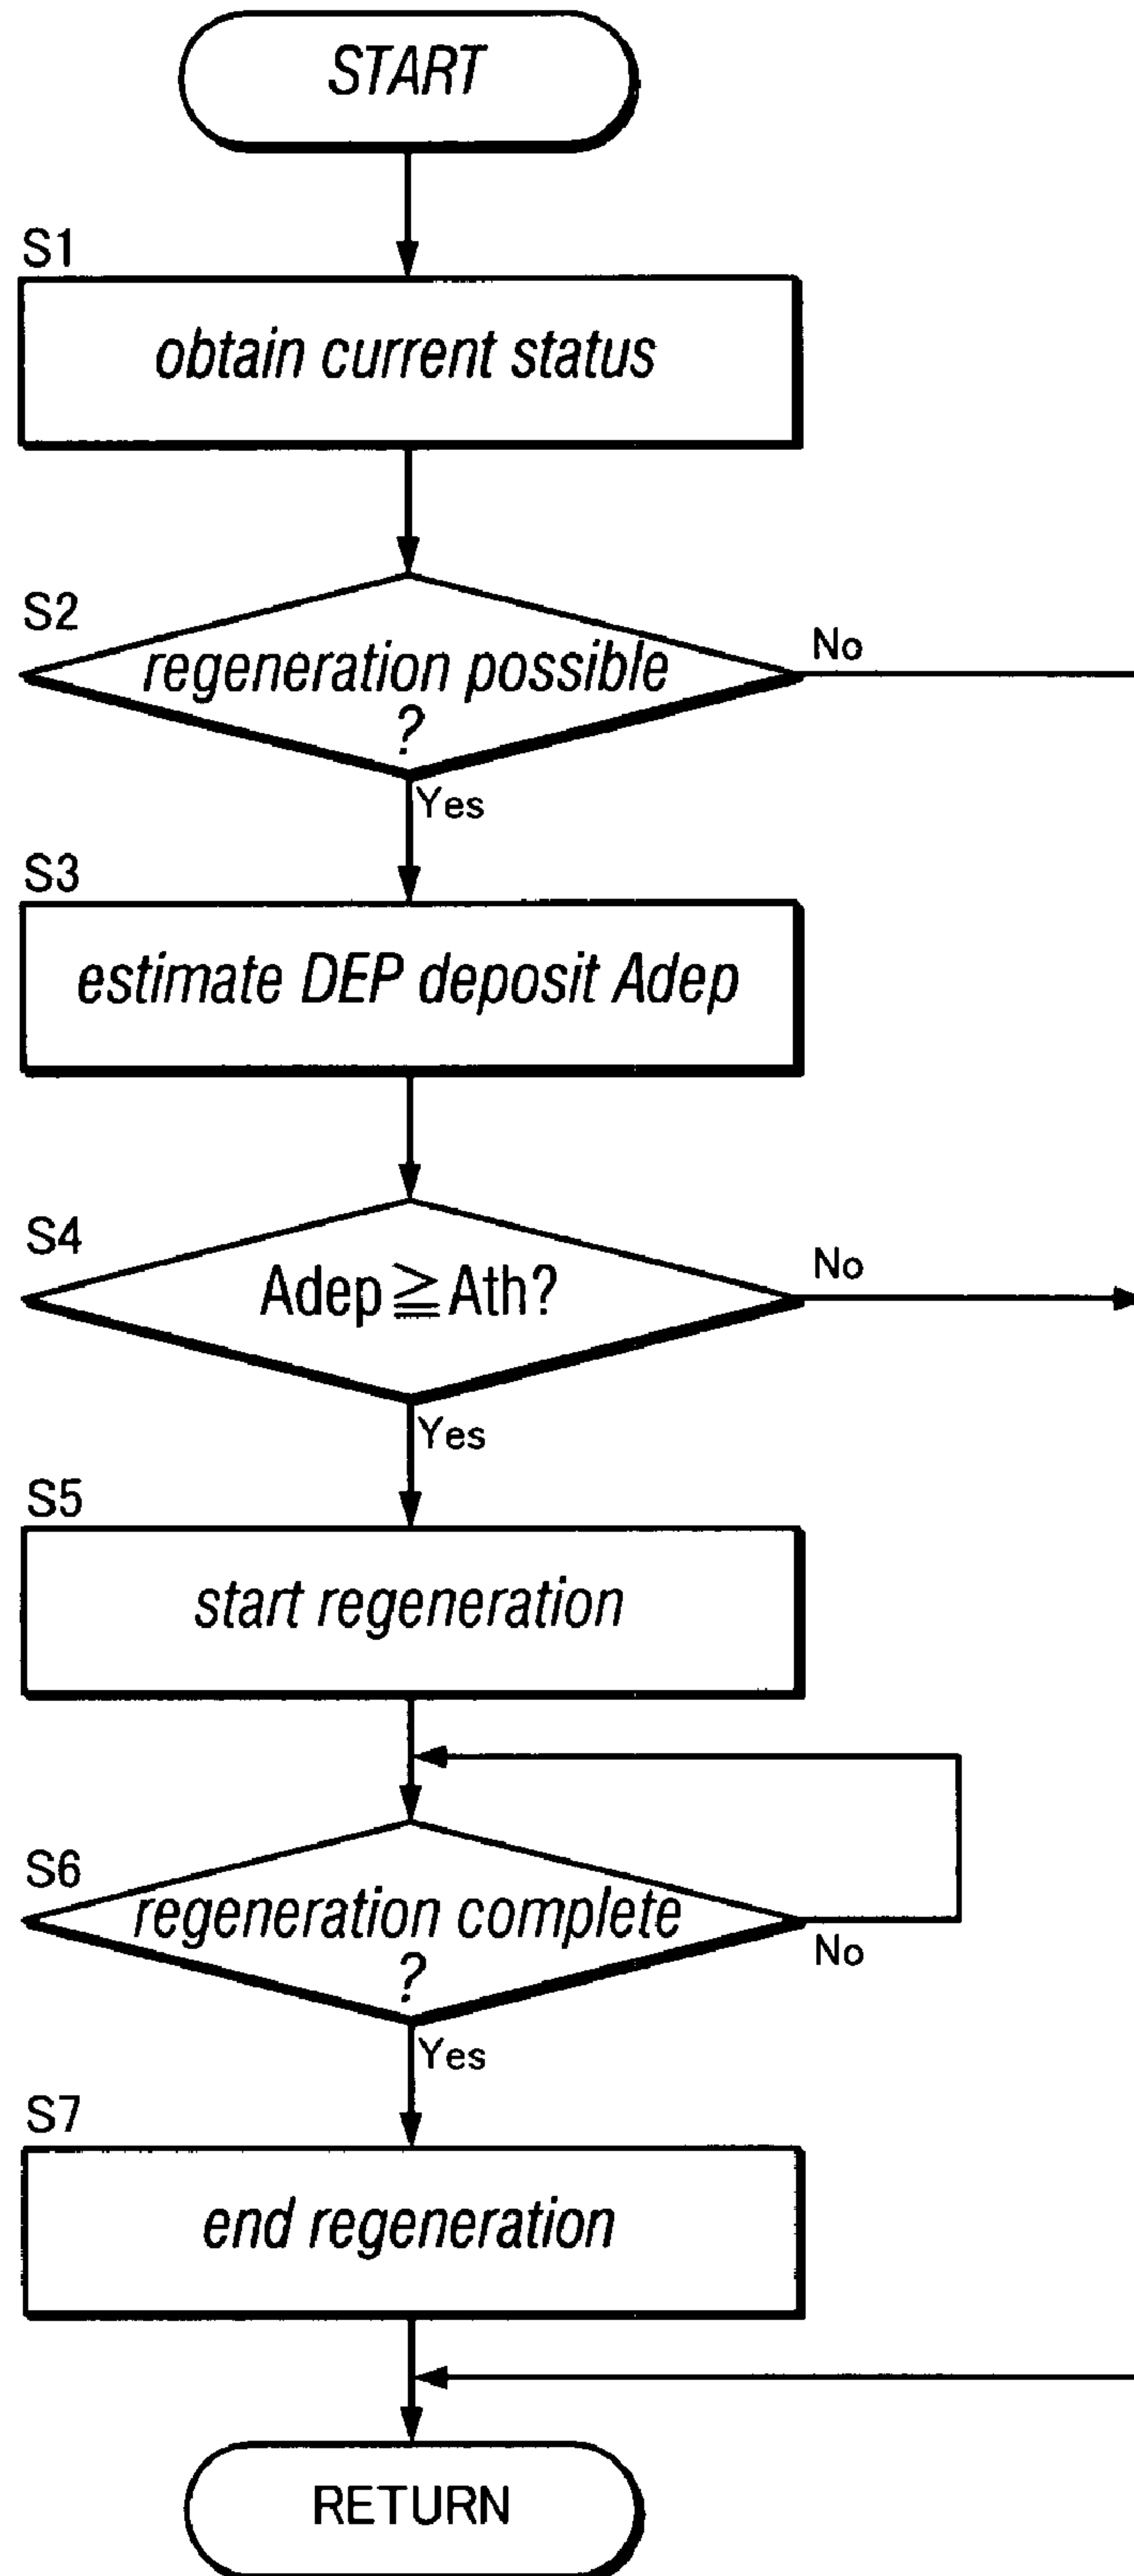 START
S1
obtain current status
S2
regeneration possible
?
No
Yes
S3
estimate DEP deposit Adep
S4
Adep≧Ath?
No
Yes
S5
start regeneration
S6
regeneration complete
?
No
Yes
S7
end regeneration
RETURN